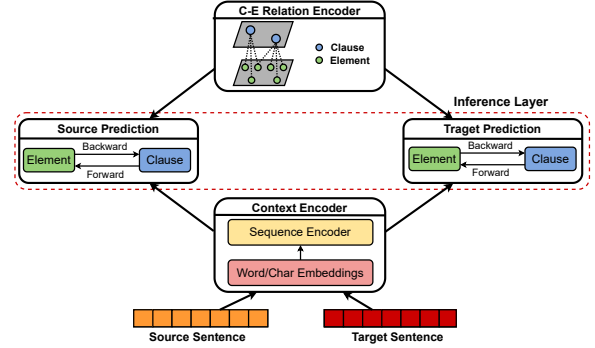 C-E Relation Encoder
Clause
Element
Inference Layer
Source Prediction
Element
Backward
Forward
Clause
Traget Prediction
Element
Backward
Forward
Clause
Context Encoder
Sequence Encoder
Word/Char Embeddings
Source Sentence
Target Sentence